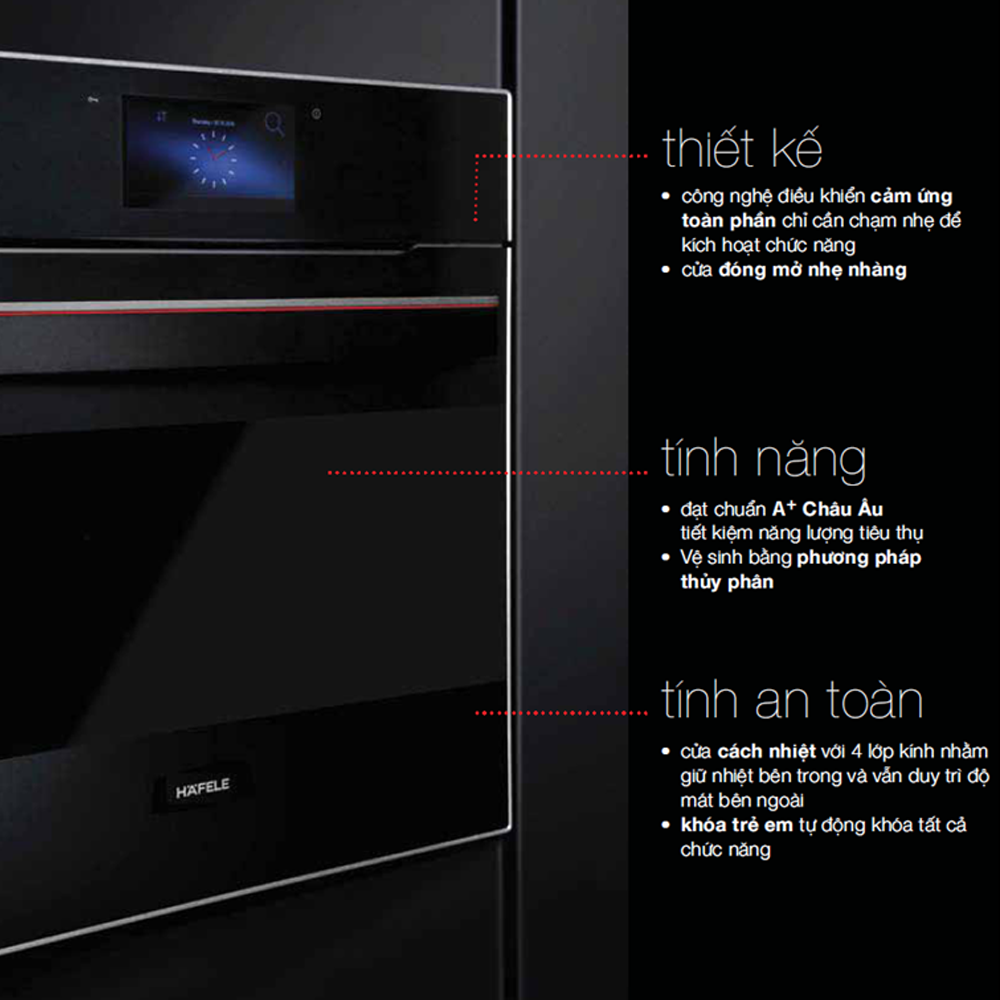 thiết kế
• công nghệ điều khiển cảm ứng
toàn phần chỉ cần chạm nhẹ để
kích hoạt chức năng
• cửa đóng mở nhẹ nhàng
tính năng
• đạt chuẩn A+ Châu Âu
tiết kiệm năng lượng tiêu thụ
• Vệ sinh bằng phương pháp
thủy phân
tính an toàn
• cửa cách nhiệt với 4 lớp kính nhằm
giữ nhiệt bên trong và vẫn duy trì độ
mát bên ngoài
• khóa trẻ em tự động khóa tất cả
chức năng
HÄFELE